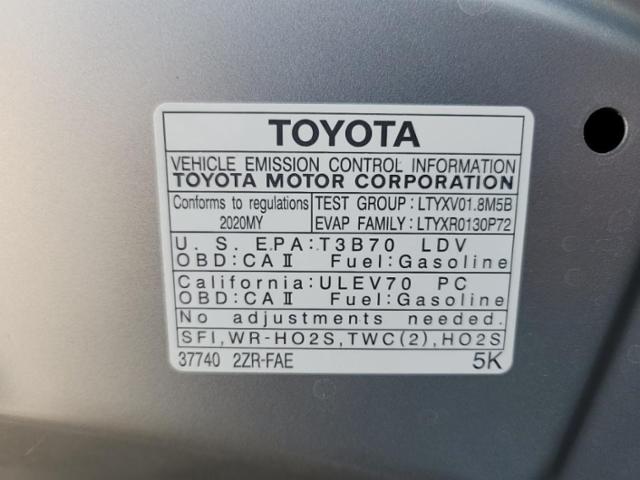 TOYOTA
VEHICLE EMISSION CONTROL INFORMATION
TOYOTA MOTOR CORPORATION
Conforms to regulations
2020MY
TEST GROUP: LTYXV01.8M5B
EVAP FAMILY: LTYXR0130P72
U. S. EPA: T3B70 LDV
OBD: CA II Fuel: Gasoline
California: ULEV70 PC
OBD: CA II Fuel: Gasoline
No adjustments needed.
SFI, WR-HO2S, TWC(2), HO2S
37740 2ZR-FAE 5K